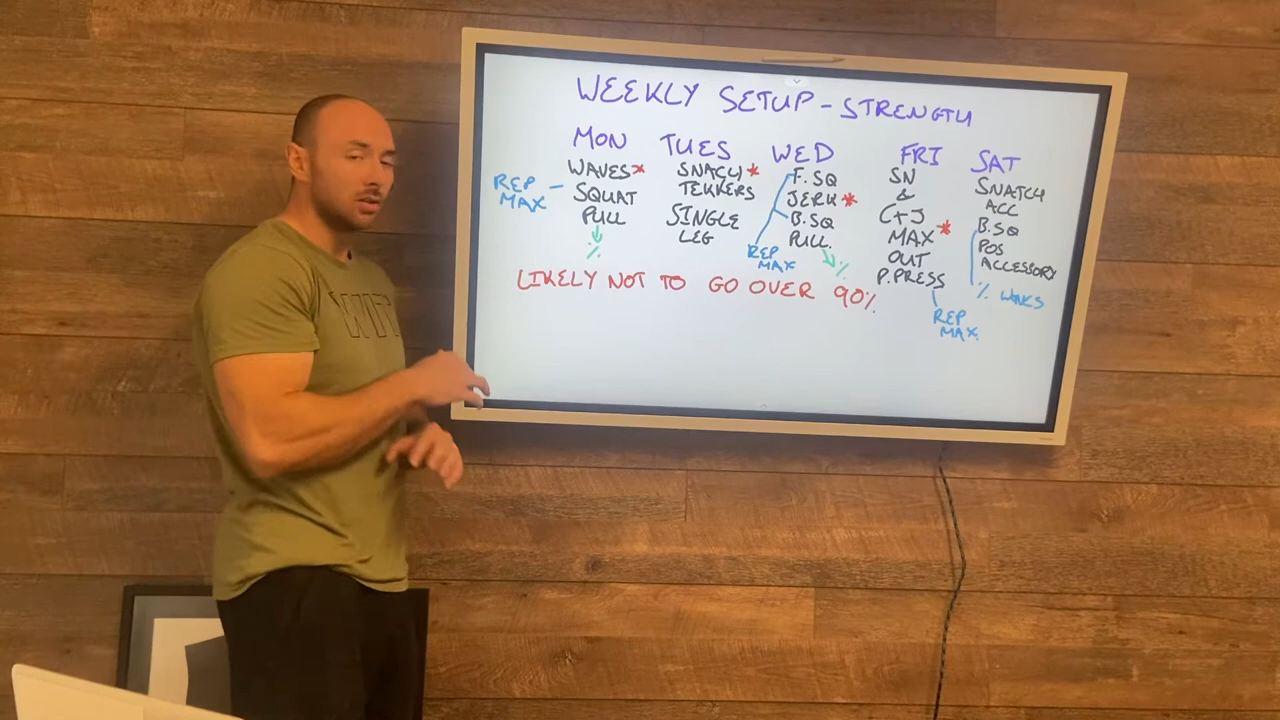 WEEKLY SETUP - STRENGTH
MON
WAVES*
SQUAT
PULL
↓
%
REP
MAX
TUES
SNATCH *
TEKKERS
SINGLE
LEG
WED
F.SQ
JERK *
B.SQ
PULL
%
REP
MAX
FRI
SN
&
C+J
MAX *
OUT
P.PRESS
REP
MAX
SAT
SNATCH
ACC
B.SQ
POS
ACCESSORY
%
LIKELY NOT TO GO OVER 90%
WIT